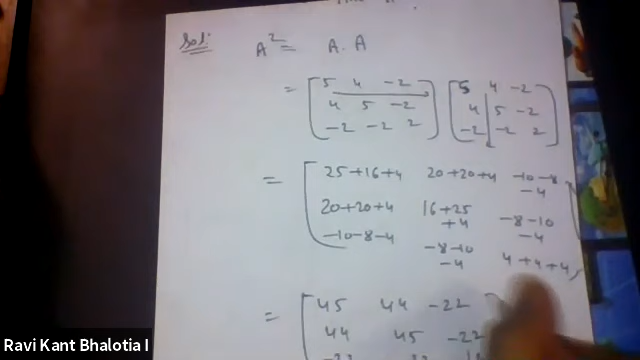 Sol:
A² = A.A
= [5 4 -2] [5 4 -2]
4 5 -2 4 5 -2
-2 -2 2 -2 -2 2
= [25+16+4 20+20+4 -10-8-4]
20+20+4 16+25+4 -8-10-4
-10-8-4 -8-10-4 4+4+4
= [45 44 -22
44 45 -22
Ravi Kant Bhalotia I